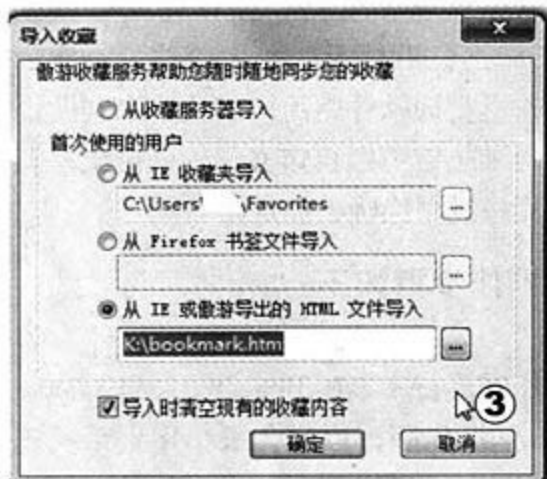 导入收藏
傲游收藏服务帮助您随时随地同步您的收藏
从收藏服务器导入
首次使用的用户
从 IE 收藏夹导入
C:\Users\ \Favorites
...
从 Firefox 书签文件导入
...
从 IE 或傲游导出的 HTML 文件导入
K:\bookmark.htm
...
导入时清空现有的收藏内容
3
确定
取消